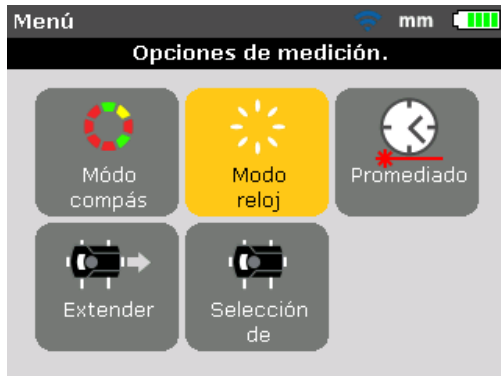 Menú mm
Opciones de medición.
Módo
compás
Modo
reloj
Promediado
Extender
Selección
de